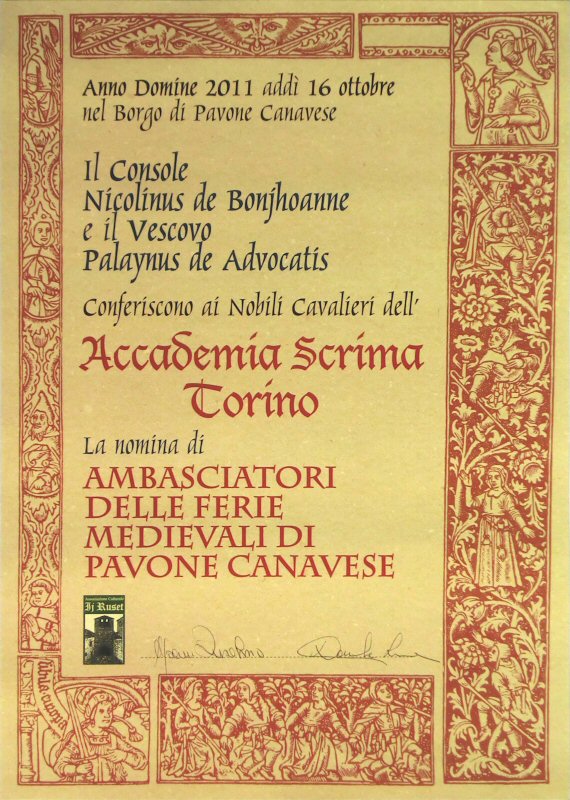 Anno Domine 2011 addì 16 ottobre
nel Borgo di Pavone Canavese
Il Console
Nicolinus de Bonjhoanne
e il Vescovo
Palaynus de Advocatis
Conferiscono ai Nobili Cavalieri dell'
Accademia Scrima
Torino
La nomina di
AMBASCIATORI
DELLE FERIE
MEDIEVALI DI
PAVONE CANAVESE
Associazione Culturale
Ij Ruset